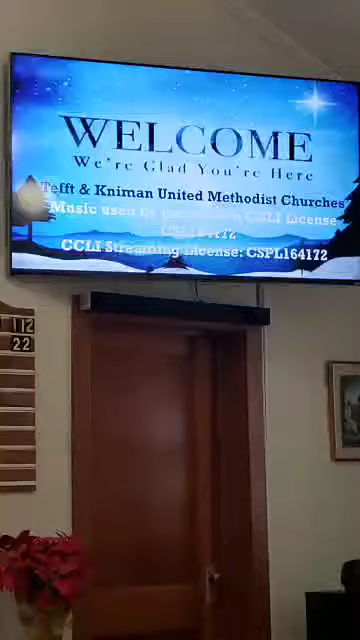 WELCOME
We're Glad You're Here
Tefft & Kniman United Methodist Churches
Music used by permission CCLI License
CCLI Streaming License: CSPL164172
112
22